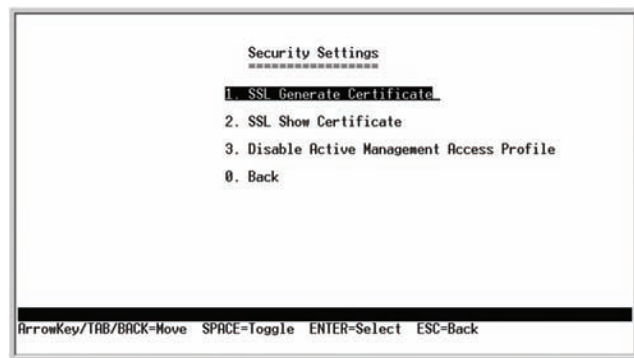 Security Settings
=================
1. SSL Generate Certificate
2. SSL Show Certificate
3. Disable Active Management Access Profile
0. Back
ArrowKey/TAB/BACK=Move SPACE=Toggle ENTER=Select ESC=Back